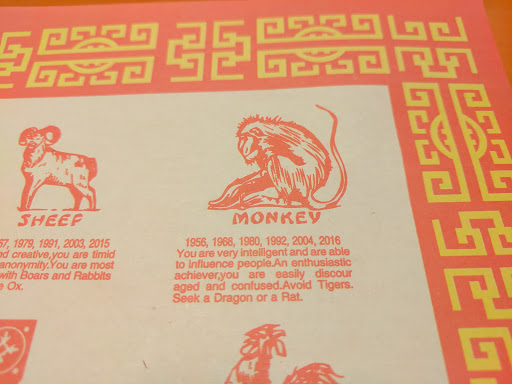 SHEEP
1979, 1991, 2003, 2015
creative,you are timid
anonymity.You are most
with Boars and Rabbits
Ox.
MONKEY
1956, 1968, 1980, 1992, 2004, 2016
You are very intelligent and are able
to influence people.An enthusiastic
achiever,you are easily discour
aged and confused.Avoid Tigers.
Seek a Dragon or a Rat.